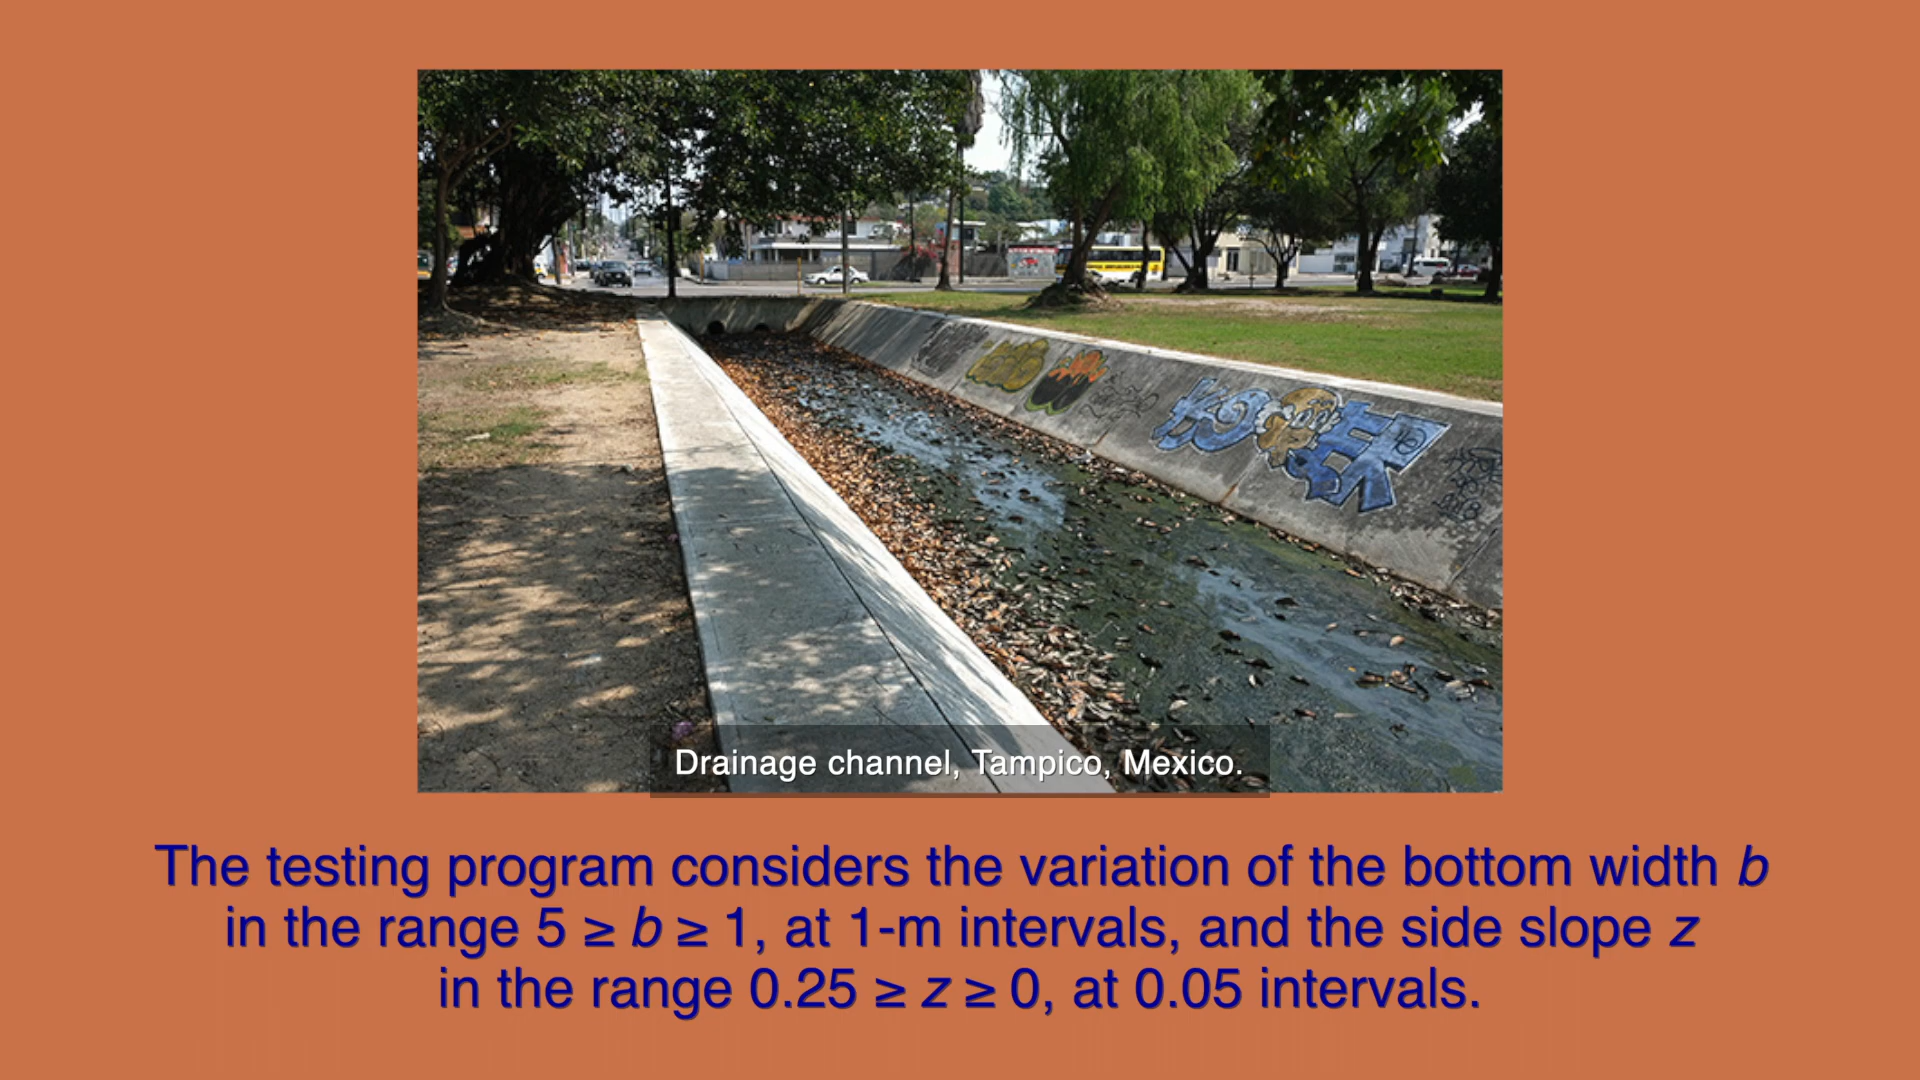 Drainage channel, Tampico, Mexico.
The testing program considers the variation of the bottom width b
in the range 5 ≥ b ≥ 1, at 1-m intervals, and the side slope z
in the range 0.25 ≥ z ≥ 0, at 0.05 intervals.